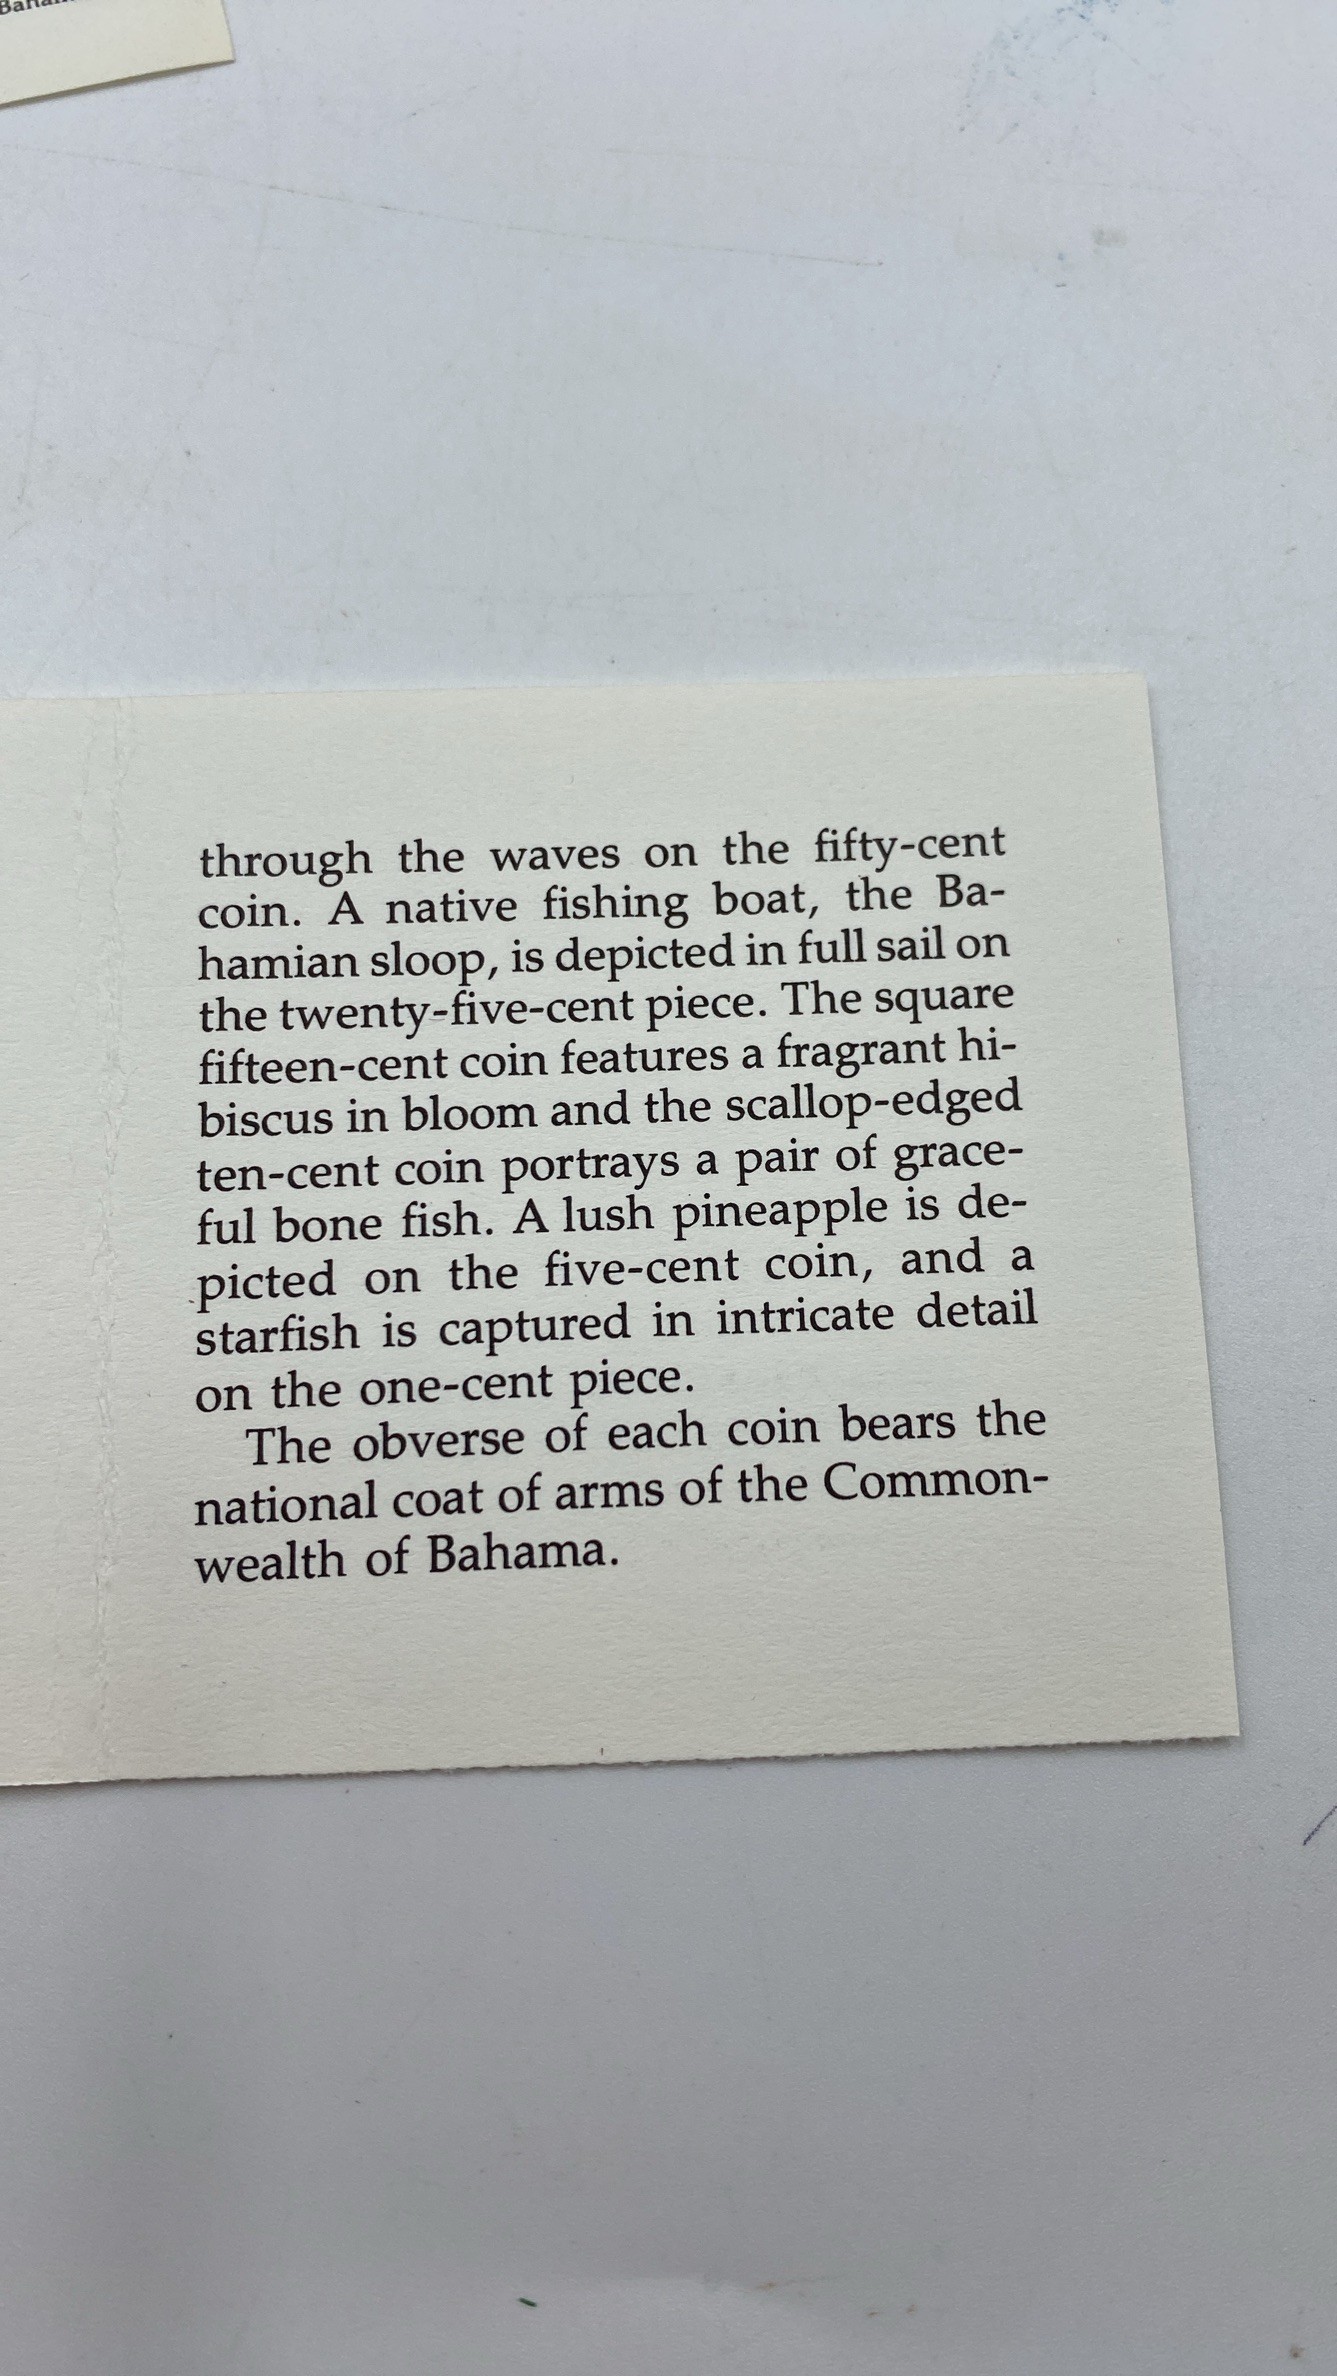 through the waves on the fifty-cent
coin. A native fishing boat, the Ba-
hamian sloop, is depicted in full sail on
the twenty-five-cent piece. The square
fifteen-cent coin features a fragrant hi-
biscus in bloom and the scallop-edged
ten-cent coin portrays a pair of grace-
ful bone fish. A lush pineapple is de-
picted on the five-cent coin, and a
starfish is captured in intricate detail
on the one-cent piece.
The obverse of each coin bears the
national coat of arms of the Common-
wealth of Bahama.